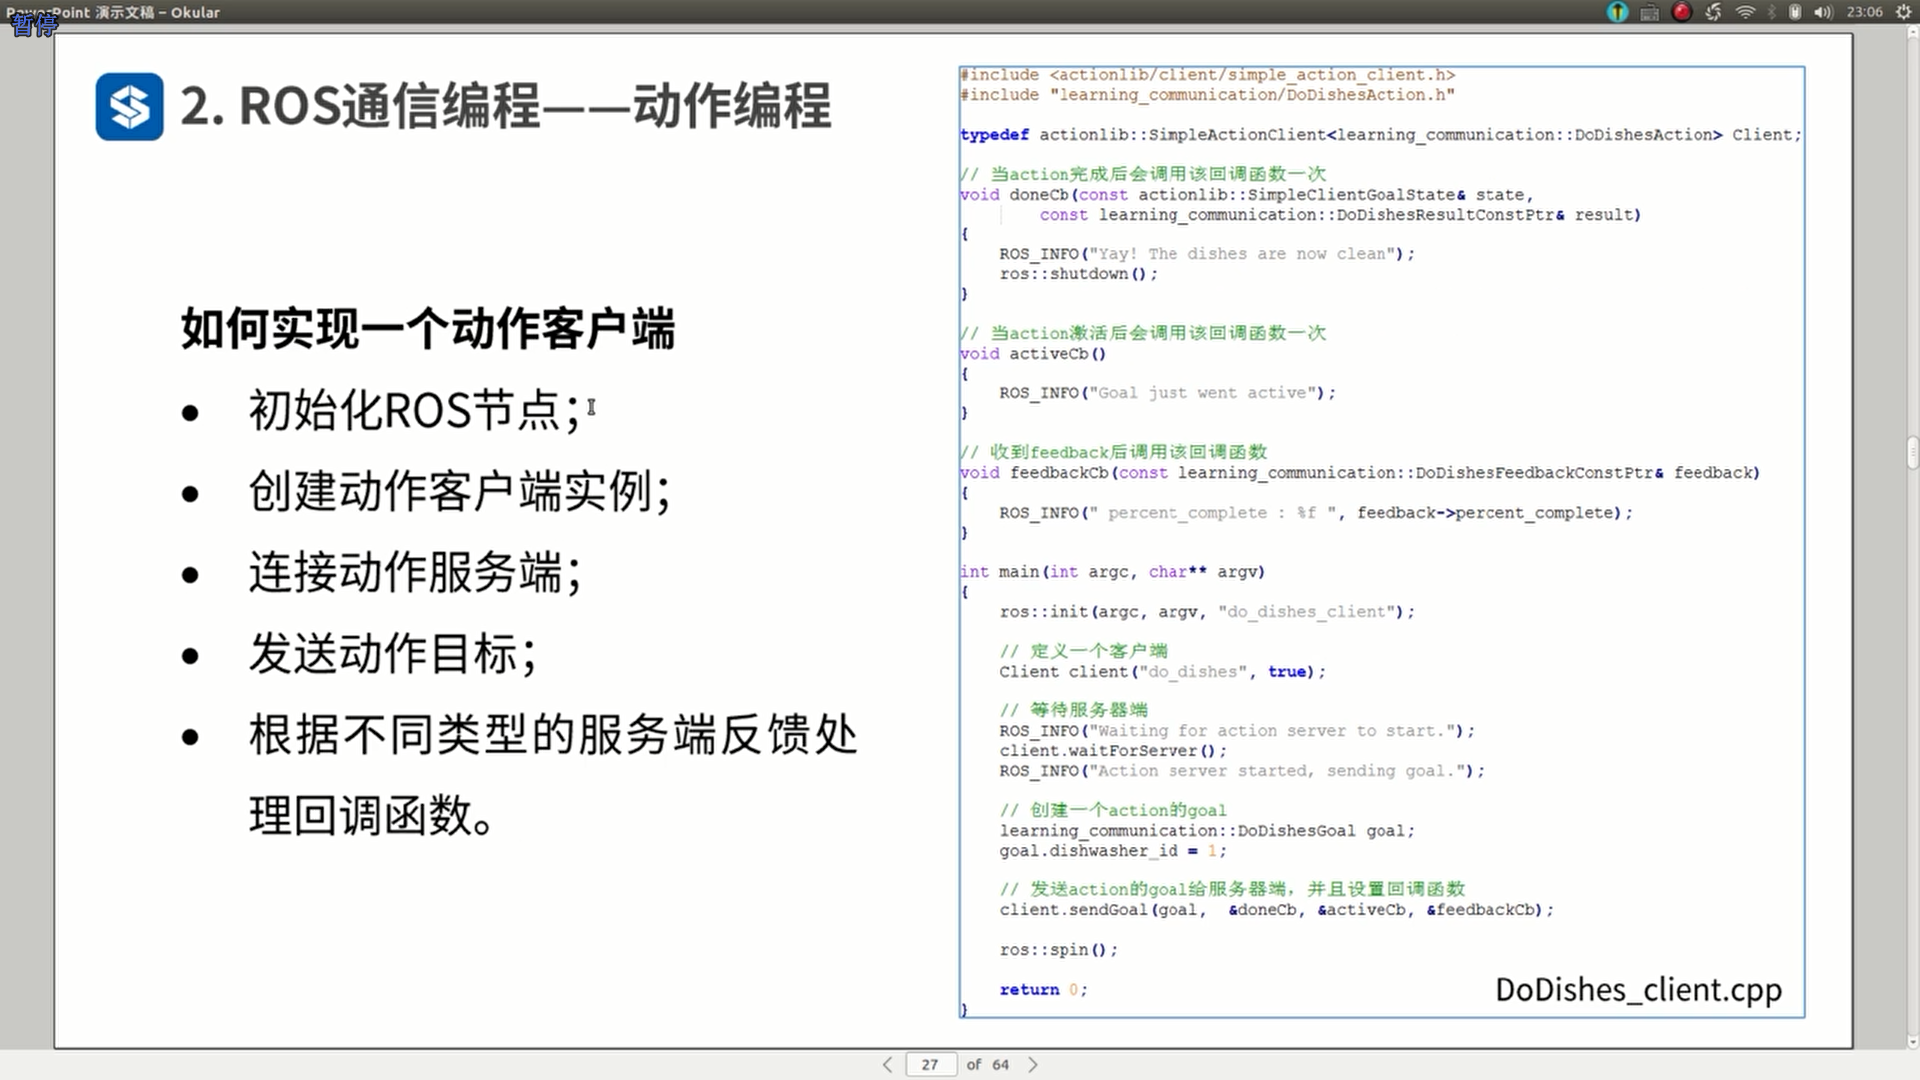 PowerPoint 演示文稿 – Okular
暂停
23:06
2. ROS通信编程——动作编程
如何实现一个动作客户端
● 初始化ROS节点;
● 创建动作客户端实例;
● 连接动作服务端;
● 发送动作目标;
● 根据不同类型的服务端反馈处
理回调函数。
#include <actionlib/client/simple_action_client.h>
#include "learning_communication/DoDishesAction.h"
typedef actionlib::SimpleActionClient<learning_communication::DoDishesAction> Client;
// 当action完成后会调用该回调函数一次
void doneCb(const actionlib::SimpleClientGoalState& state,
const learning_communication::DoDishesResultConstPtr& result)
{
ROS_INFO("Yay! The dishes are now clean");
ros::shutdown();
}
// 当action激活后会调用该回调函数一次
void activeCb()
{
ROS_INFO("Goal just went active");
}
// 收到feedback后调用该回调函数
void feedbackCb(const learning_communication::DoDishesFeedbackConstPtr& feedback)
{
ROS_INFO(" percent_complete : %f ", feedback->percent_complete);
}
int main(int argc, char** argv)
{
ros::init(argc, argv, "do_dishes_client");
// 定义一个客户端
Client client("do_dishes", true);
// 等待服务器端
ROS_INFO("Waiting for action server to start.");
client.waitForServer();
ROS_INFO("Action server started, sending goal.");
// 创建一个action的goal
learning_communication::DoDishesGoal goal;
goal.dishwasher_id = 1;
// 发送action的goal给服务器端，并且设置回调函数
client.sendGoal(goal,  &doneCb, &activeCb, &feedbackCb);
ros::spin();
return 0;
}
DoDishes_client.cpp
27 of 64